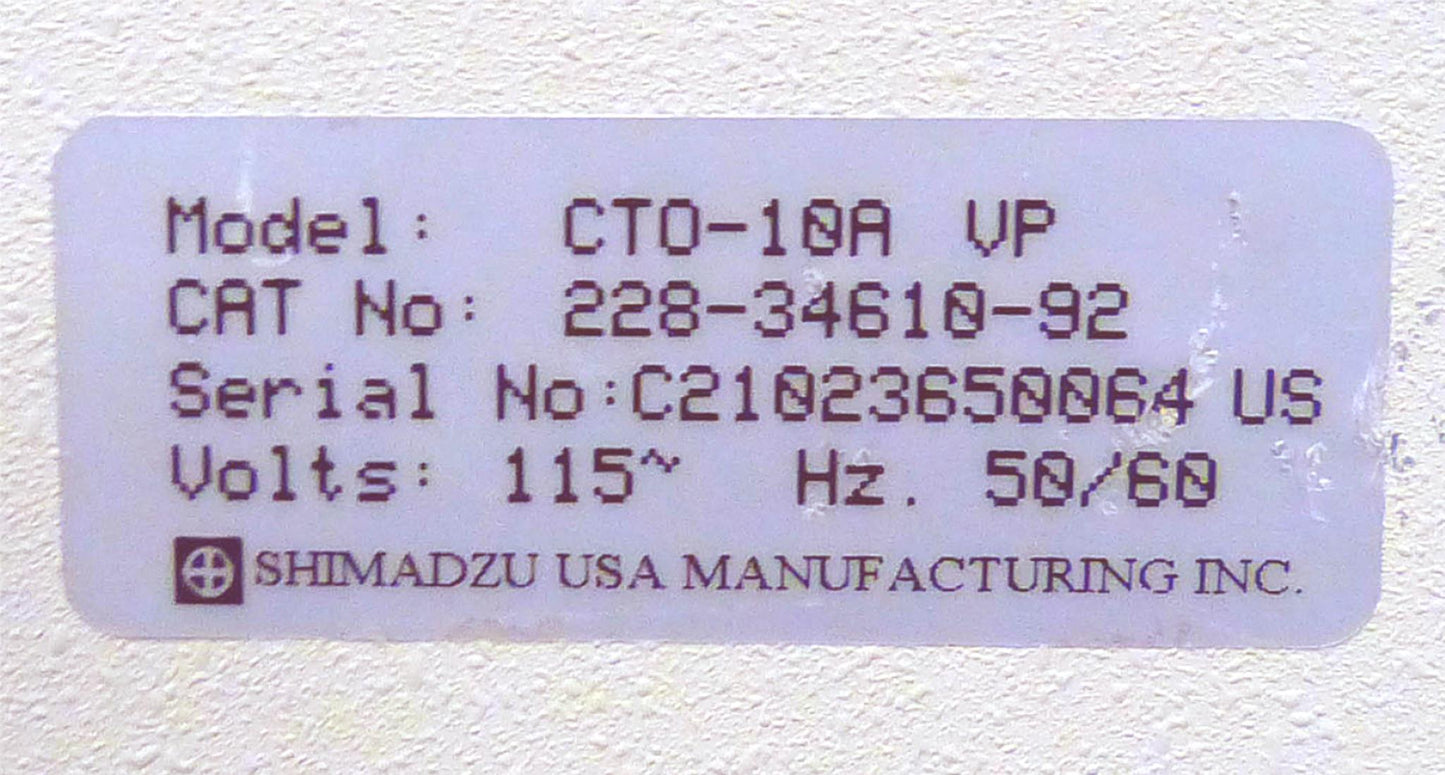 Model: CTO-10A VP
CAT No: 228-34610-92
Serial No:C21023650064 US
Volts: 115~ Hz. 50/60
SHIMADZU USA MANUFACTURING INC.